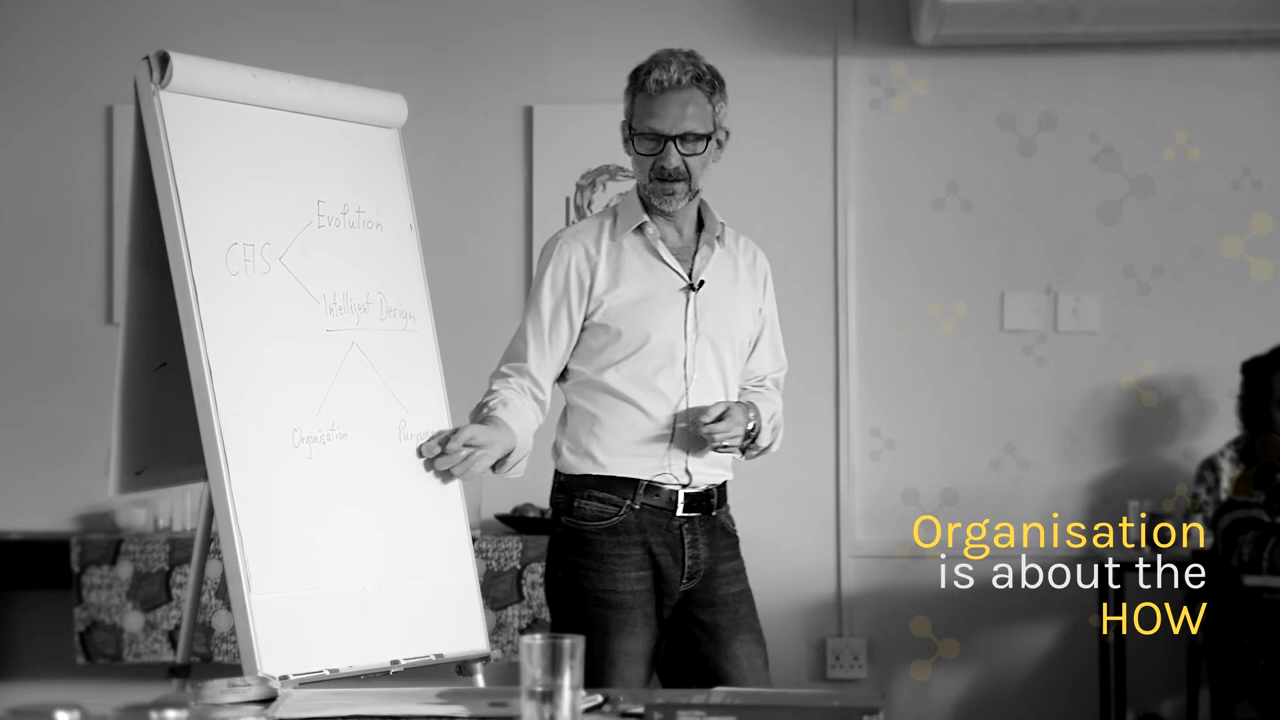 Evolution
CAS
Intelligent Design
Organisation
Organisation
is about the
HOW